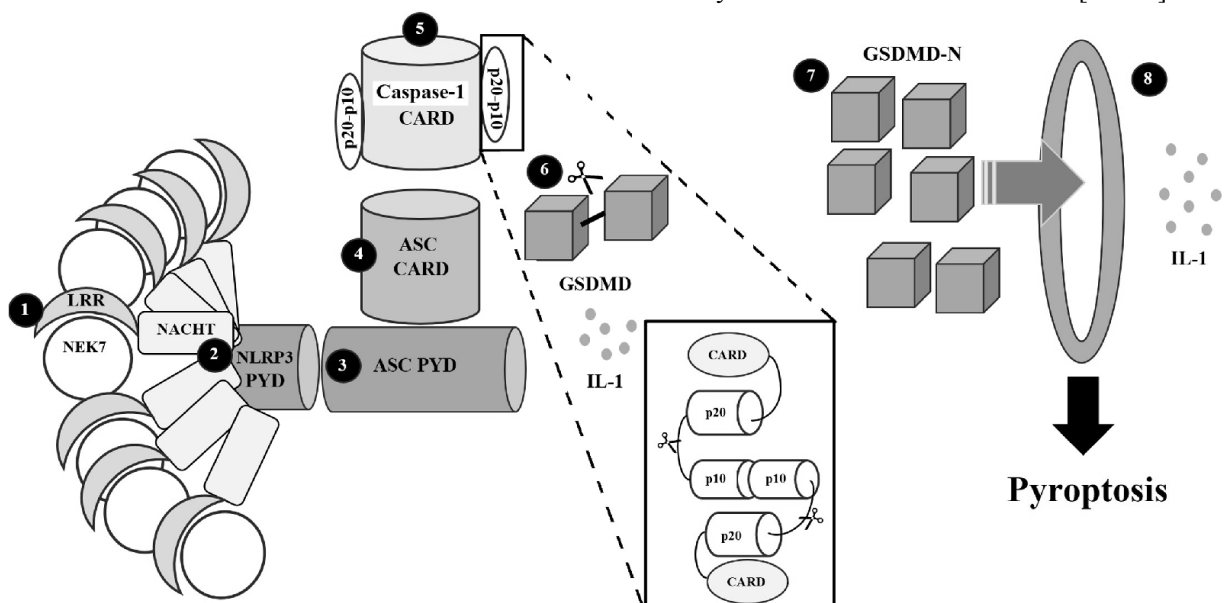 5
p20-p10
Caspase-1
CARD
p20-p10
7
GSDMD-N
8
6
ASC
CARD
4
GSDMD
IL-1
1
LRR
NACHT
NEK7
2
NLRP3
PYD
3
ASC PYD
IL-1
CARD
p20
p10
p10
p20
CARD
Pyroptosis